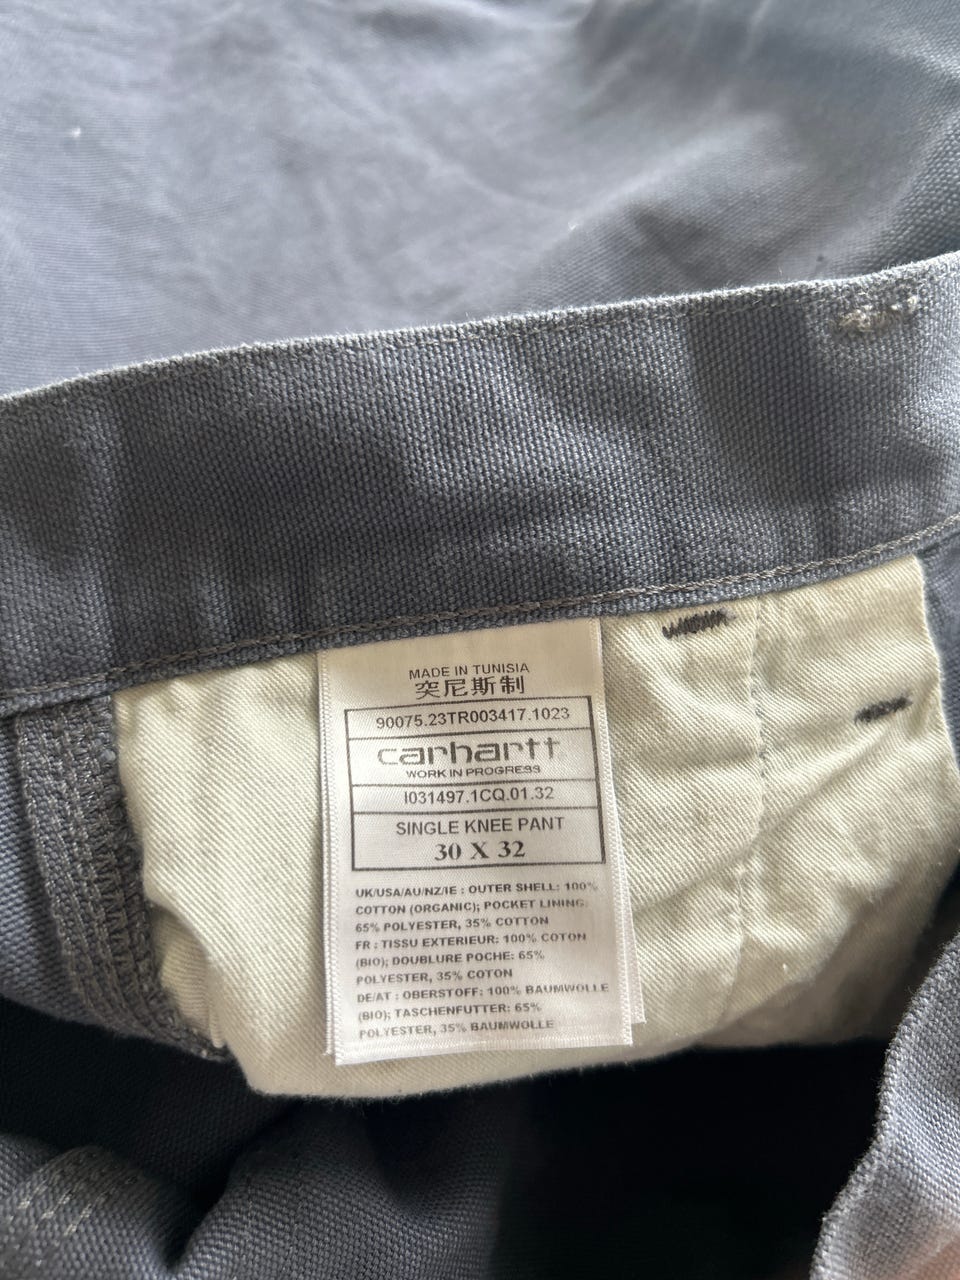 MADE IN TUNISIA
突尼斯制
90075.23TR003417.1023
carhartt
WORK IN PROGRESS
I031497.1CQ.01.32
SINGLE KNEE PANT
30 X 32
UK/USA/AU/NZ/IE : OUTER SHELL: 100%
COTTON (ORGANIC); POCKET LINING:
65% POLYESTER, 35% COTTON
FR : TISSU EXTERIEUR: 100% COTON
(BIO); DOUBLURE POCHE: 65%
POLYESTER, 35% COTON
DE/AT : OBERSTOFF: 100% BAUMWOLLE
(BIO); TASCHENFUTTER: 65%
POLYESTER, 35% BAUMWOLLE